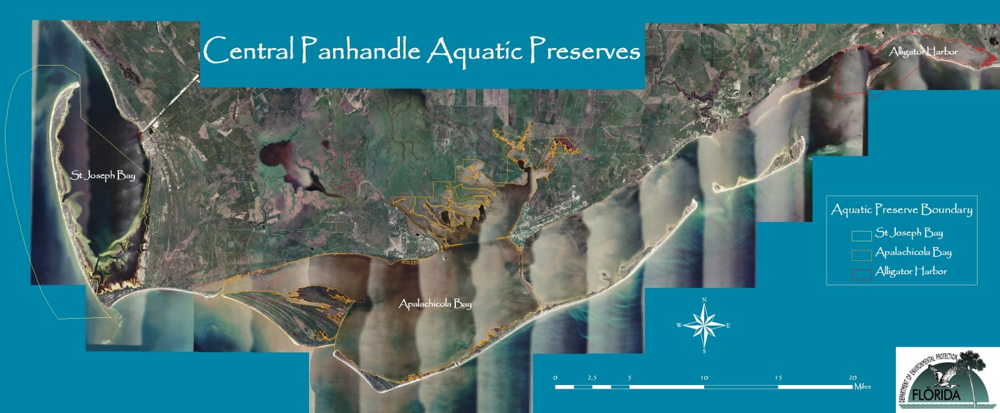 Central Panhandle Aquatic Preserves
Alligator Harbor
St Joseph Bay
Aquatic Preserve Boundary
St Joseph Bay
Apalachicola Bay
Alligator Harbor
Apalachicola Bay
N
W E
S
0 2.5 5 10 15 20
Miles
DEPARTMENT OF ENVIRONMENTAL PROTECTION
FLORIDA